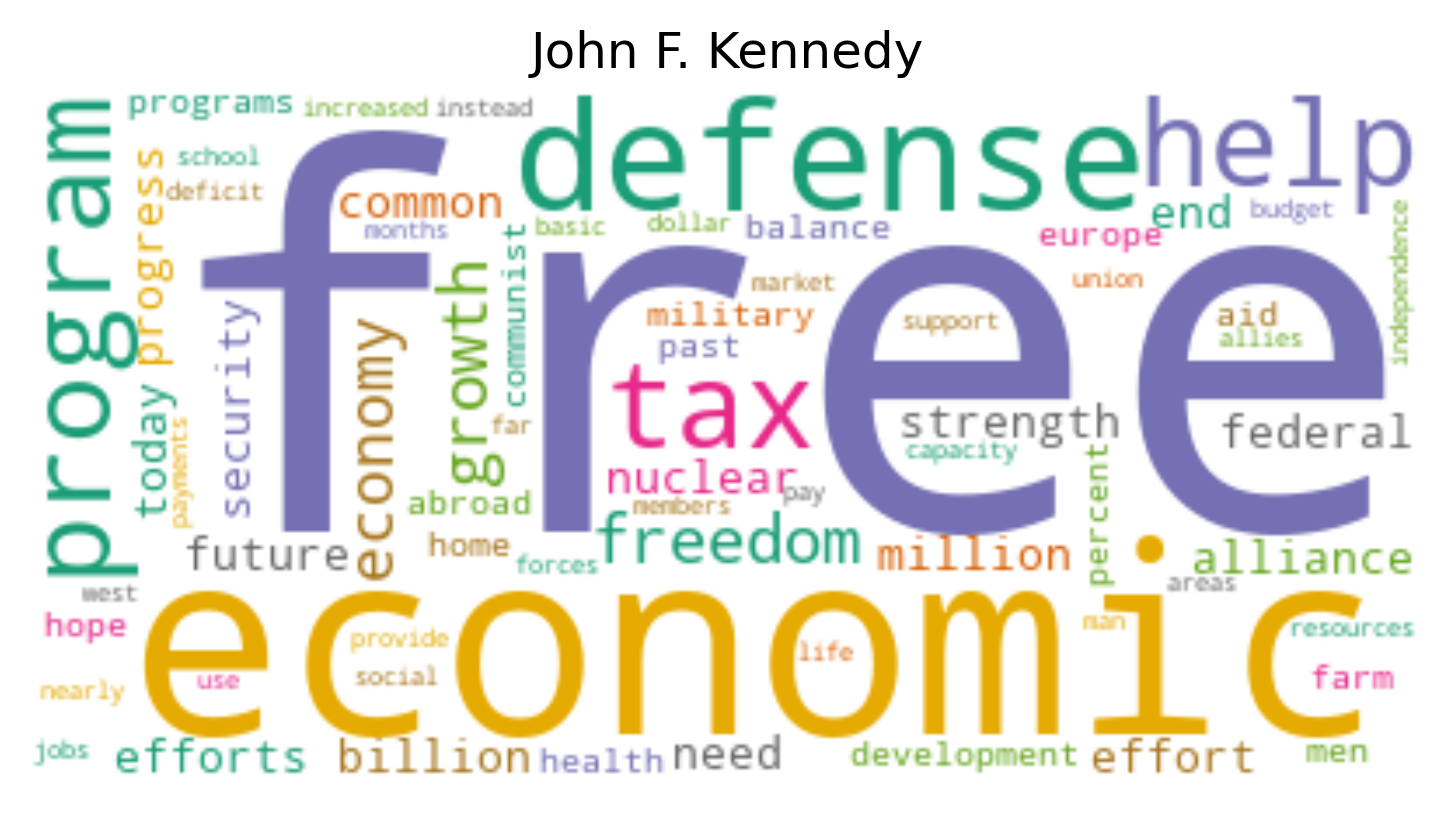 John F. Kennedy
programs
increased
instead
program
defense
help
free
progress
school
deficit
common
months
communist
basic
dollar
balance
end
budget
europe
independence
security
economy
growth
market
union
military
past
support
aid
allies
today
payments
far
tax
strength
capacity
federal
nuclear
pay
members
abroad
percent
future
home
forces
freedom
million
alliance
west
areas
hope
economic
provide
life
man
resources
nearly
use
social
farm
jobs
efforts
billion
health
need
development
effort
men